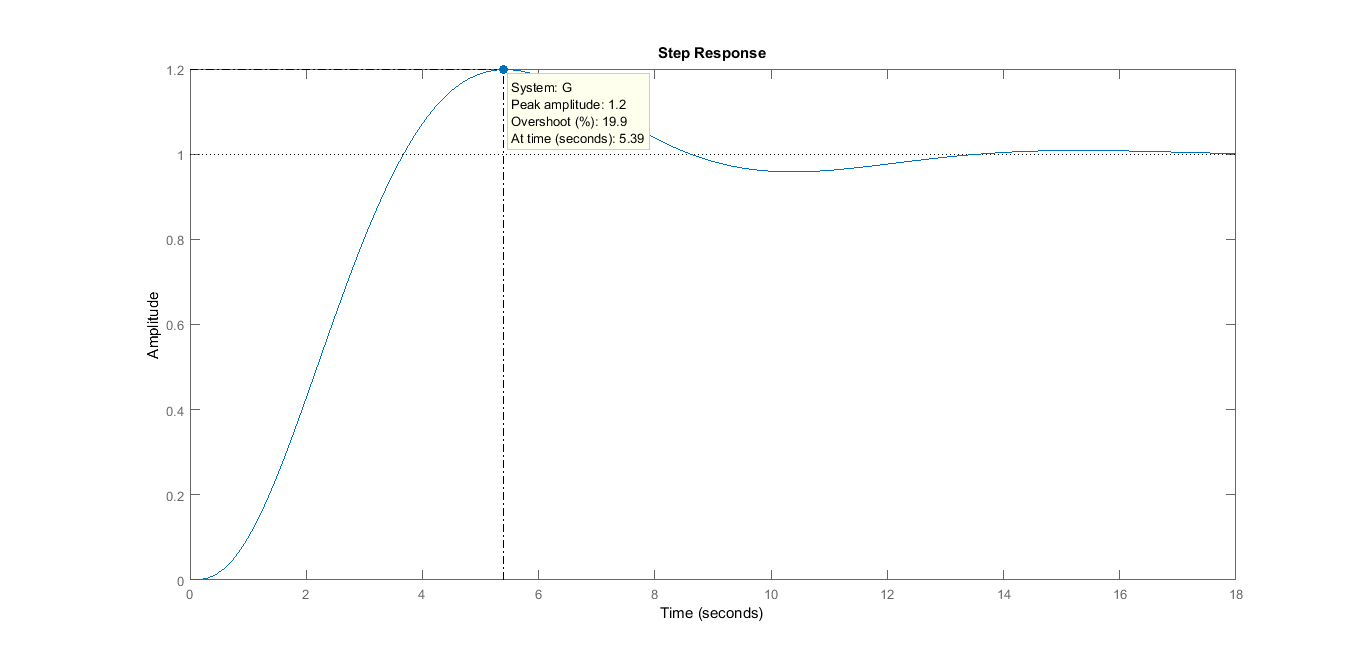 Step Response
1.2
System: G
Peak amplitude: 1.2
Overshoot (%): 19.9
At time (seconds): 5.39
1
0.8
0.6
0.4
0.2
0
Amplitude
0 2 4 6 8 10 12 14 16 18
Time (seconds)